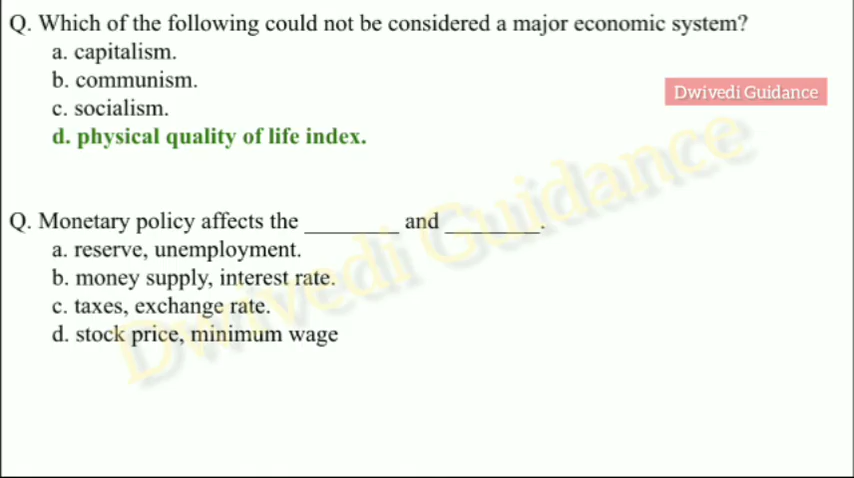 Q. Which of the following could not be considered a major economic system?
a. capitalism.
b. communism.
c. socialism.
d. physical quality of life index.
Dwivedi Guidance
Q. Monetary policy affects the ________ and ________.
a. reserve, unemployment.
b. money supply, interest rate.
c. taxes, exchange rate.
d. stock price, minimum wage
Dwivedi Guidance